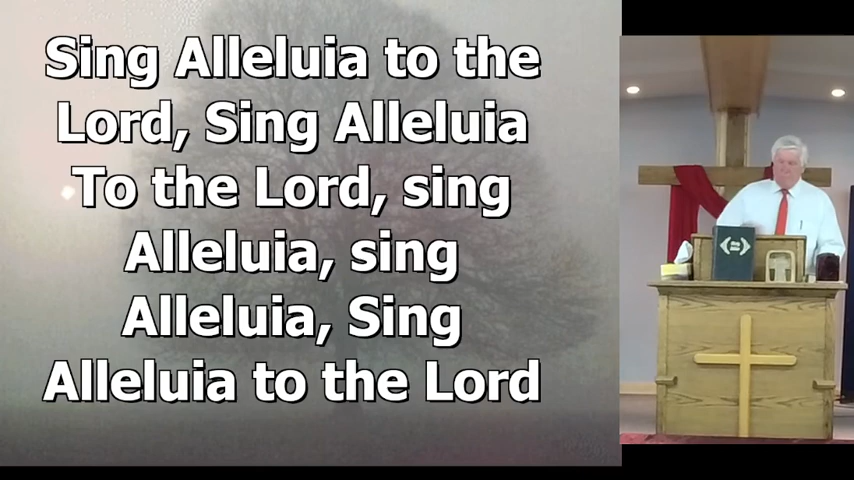 Sing Alleluia to the
Lord, Sing Alleluia
To the Lord, sing
Alleluia, sing
Alleluia, Sing
Alleluia to the Lord